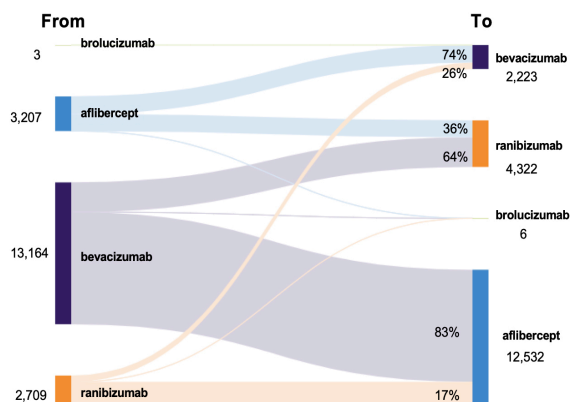 From To
brolucizumab
3
74%
bevacizumab
26%
2,223
3,207
aflibercept
36%
ranibizumab
64%
4,322
brolucizumab
6
13,164
bevacizumab
83%
aflibercept
12,532
2,709
ranibizumab
17%